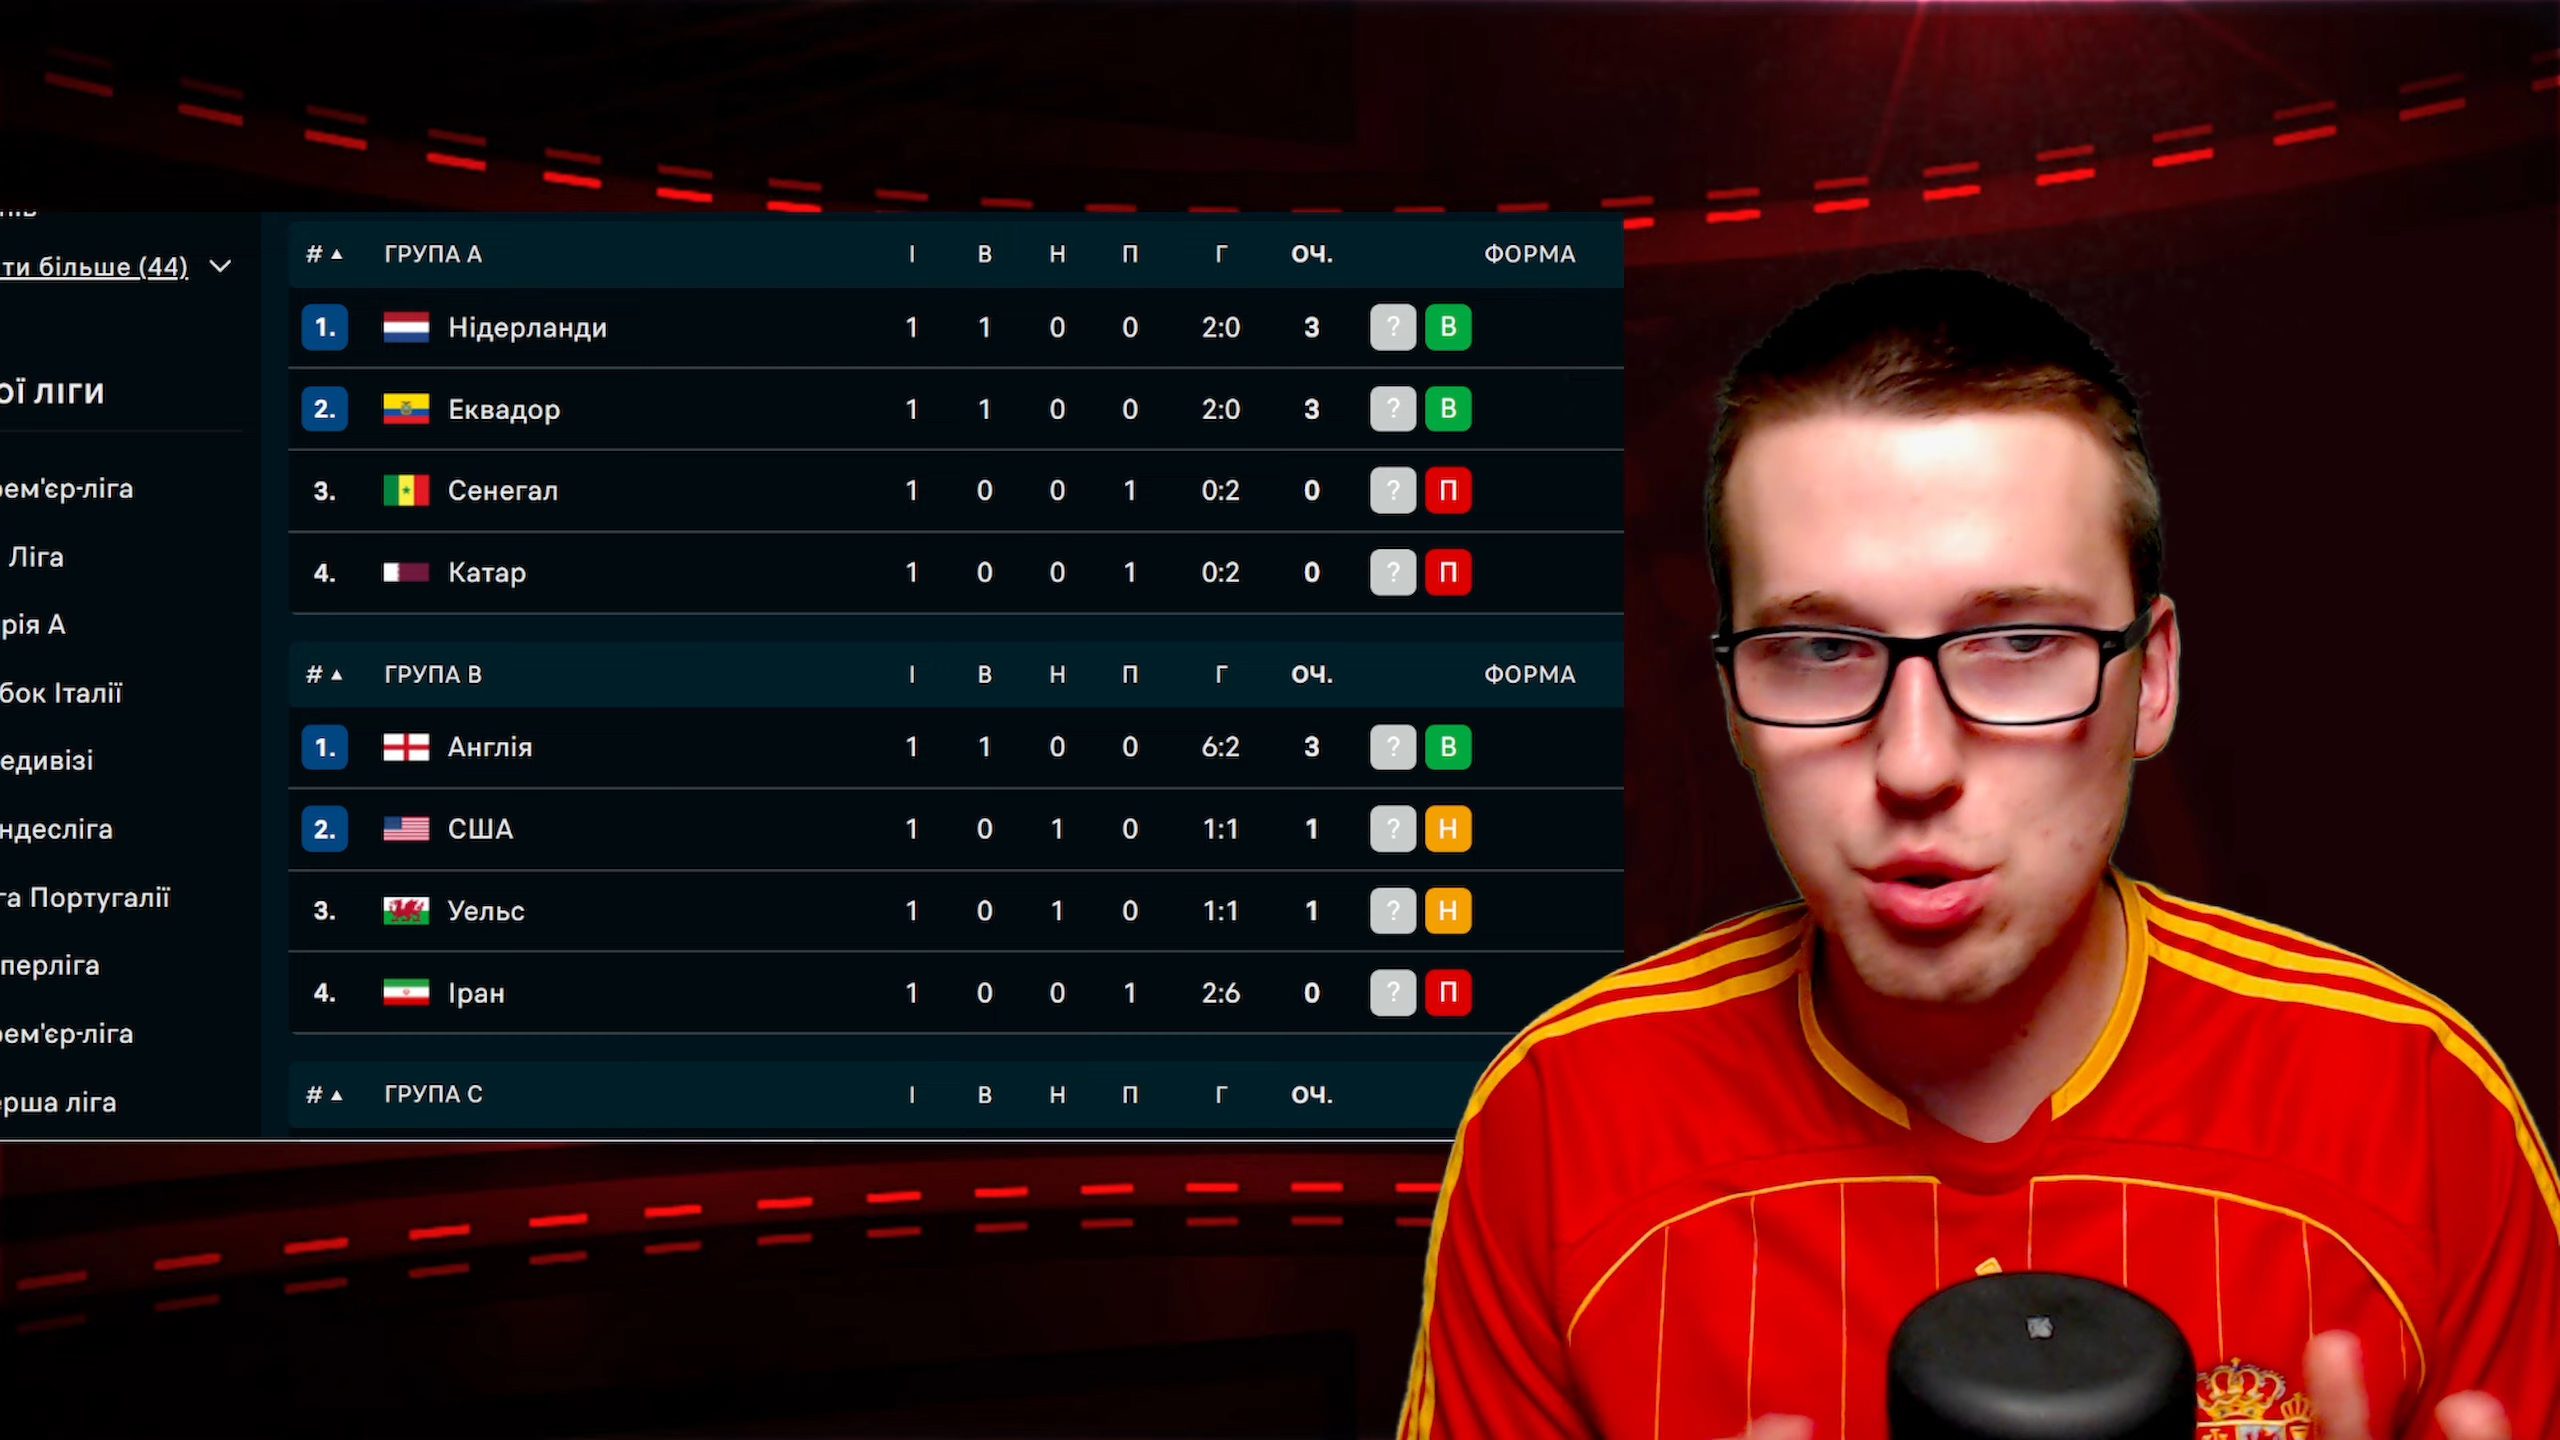 ти більше (44)
ОЇ ЛІГИ
рем'єр-ліга
Ліга
рія А
бок Італії
едивізі
ндесліга
га Португалії
перліга
рем'єр-ліга
ерша ліга
# ГРУПА A І В Н П Г ОЧ. ФОРМА
1. Нідерланди 1 1 0 0 2:0 3 ? В
2. Еквадор 1 1 0 0 2:0 3 ? В
3. Сенегал 1 0 0 1 0:2 0 ? П
4. Катар 1 0 0 1 0:2 0 ? П
# ГРУПА B І В Н П Г ОЧ. ФОРМА
1. Англія 1 1 0 0 6:2 3 ? В
2. США 1 0 1 0 1:1 1 ? Н
3. Уельс 1 0 1 0 1:1 1 ? Н
4. Іран 1 0 0 1 2:6 0 ? П
# ГРУПА C І В Н П Г ОЧ.